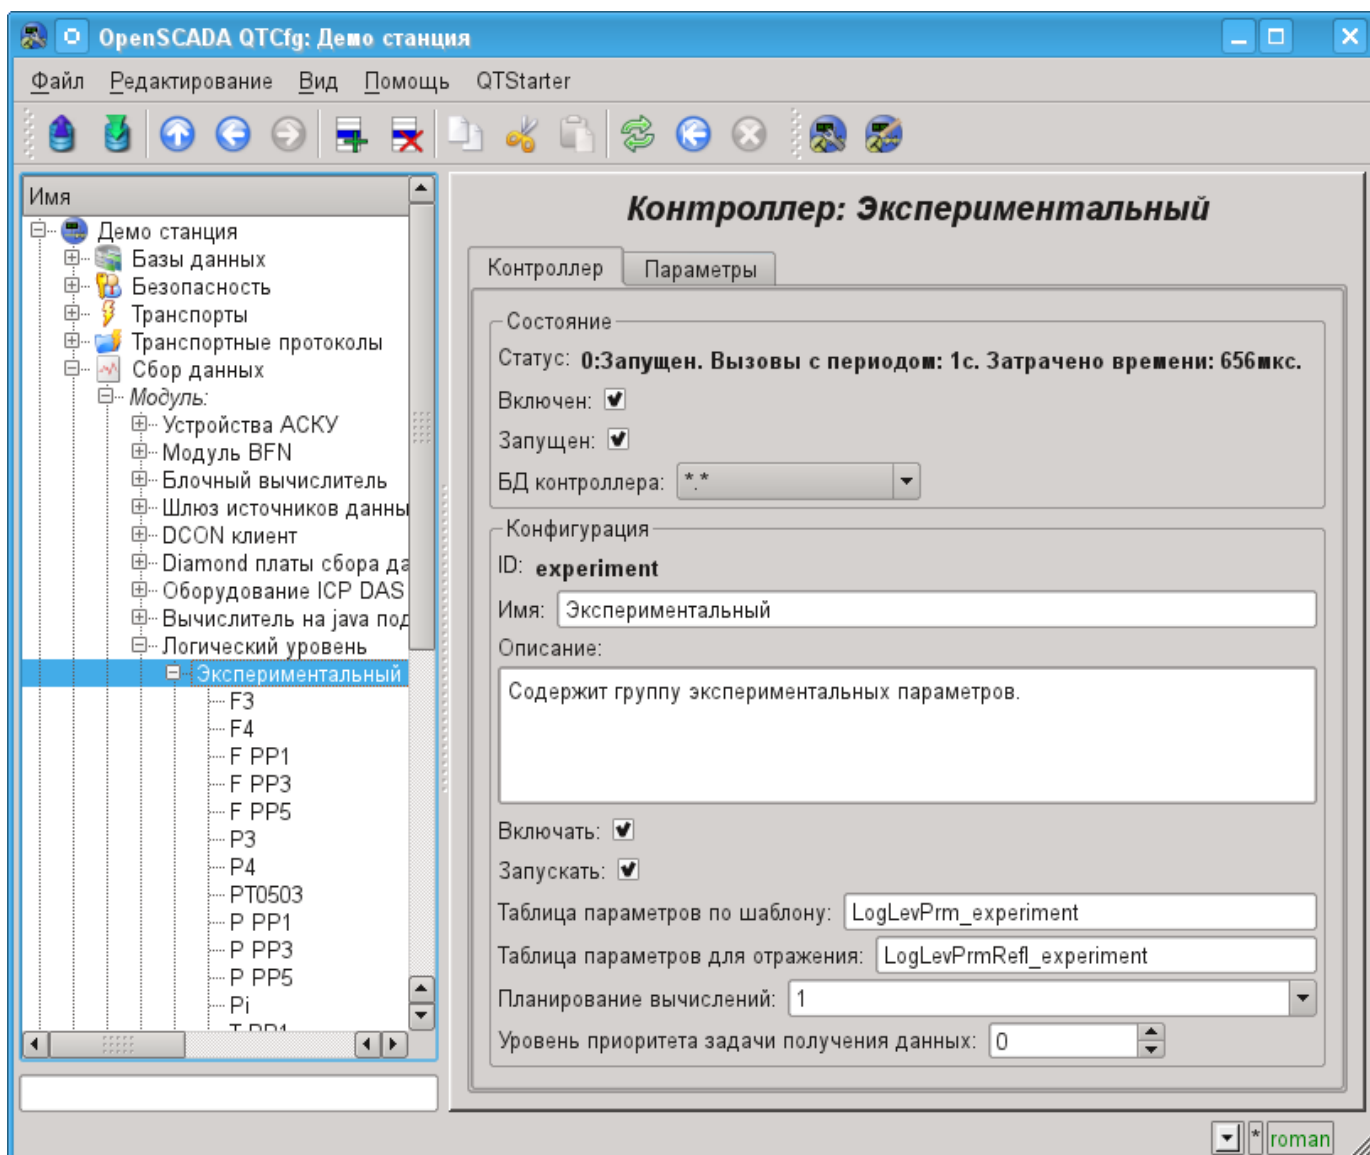 OpenSCADA QTCfg: Демо станция
Файл Редактирование Вид Помощь QTStarter
Имя
Демо станция
Базы данных
Безопасность
Транспорты
Транспортные протоколы
Сбор данных
Модуль:
Устройства АСКУ
Модуль BFN
Блочный вычислитель
Шлюз источников данны
DCON клиент
Diamond платы сбора да
Оборудование ICP DAS
Вычислитель на java под
Логический уровень
Экспериментальный
F3
F4
F PP1
F PP3
F PP5
P3
P4
PT0503
P PP1
P PP3
P PP5
Pi
T PP1
Контроллер: Экспериментальный
Контроллер Параметры
Состояние
Статус: 0:Запущен. Вызовы с периодом: 1с. Затрачено времени: 656мкс.
Включен:
Запущен:
БД контроллера: *.*
Конфигурация
ID: experiment
Имя: Экспериментальный
Описание:
Содержит группу экспериментальных параметров.
Включать:
Запускать:
Таблица параметров по шаблону: LogLevPrm_experiment
Таблица параметров для отражения: LogLevPrmRefl_experiment
Планирование вычислений: 1
Уровень приоритета задачи получения данных: 0
* roman